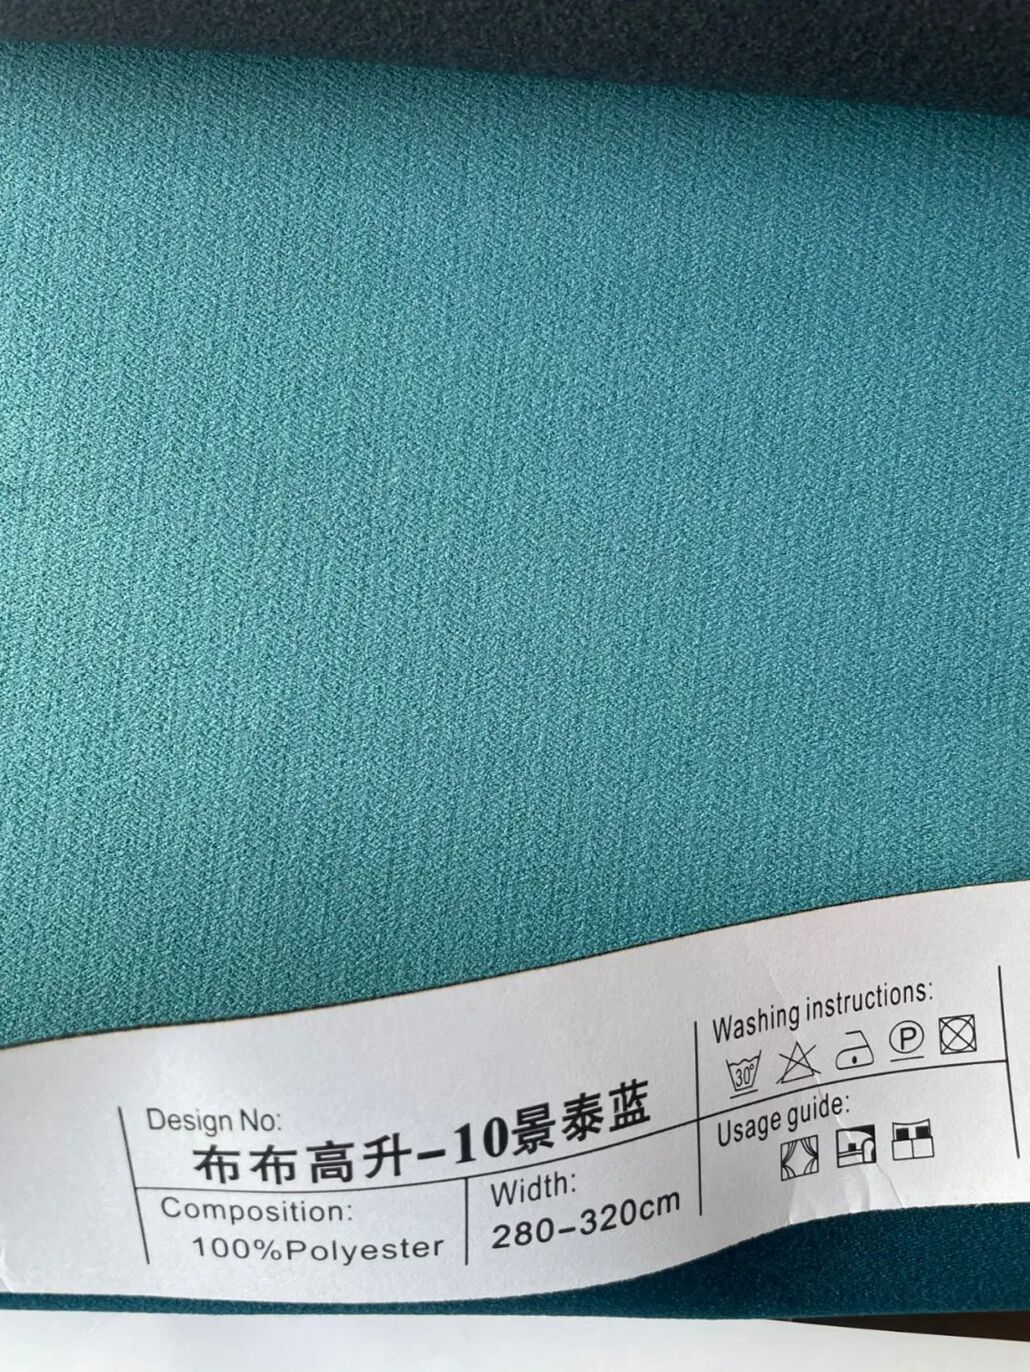 Design No:
布布高升-10景泰蓝
Composition:
100%Polyester
Width:
280-320cm
Washing instructions:
30°
P
Usage guide: